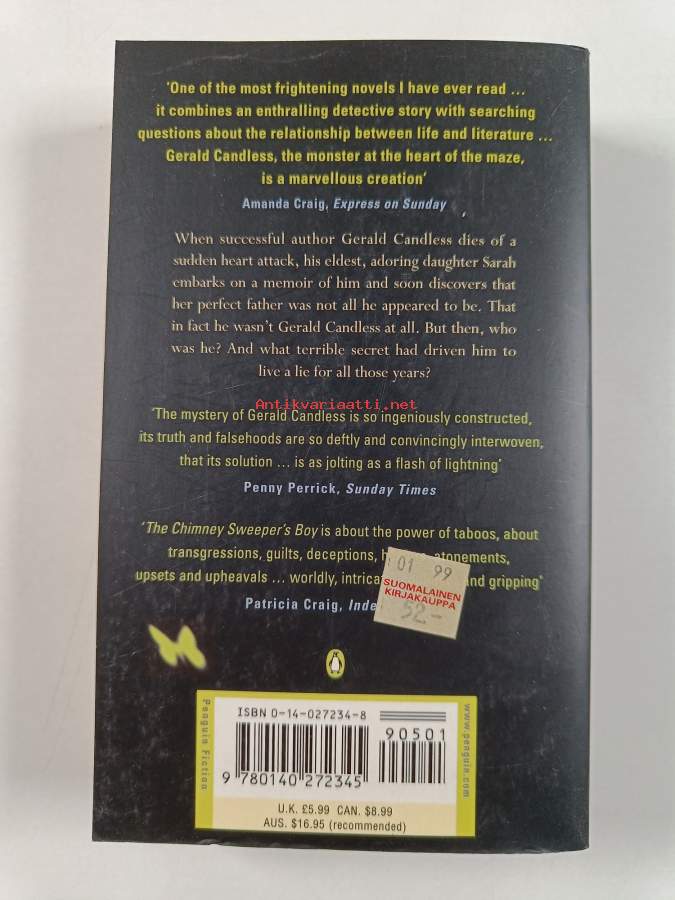 'One of the most frightening novels I have ever read ...
it combines an enthralling detective story with searching
questions about the relationship between life and literature ...
Gerald Candless, the monster at the heart of the maze,
is a marvellous creation'
Amanda Craig, Express on Sunday
When successful author Gerald Candless dies of a
sudden heart attack, his eldest, adoring daughter Sarah
embarks on a memoir of him and soon discovers that
her perfect father was not all he appeared to be. That
in fact he wasn't Gerald Candless at all. But then, who
was he? And what terrible secret had driven him to
live a lie for all those years?
Antikvariaatti.net
'The mystery of Gerald Candless is so ingeniously constructed,
its truth and falsehoods are so deftly and convincingly interwoven,
that its solution ... is as jolting as a flash of lightning'
Penny Perrick, Sunday Times
'The Chimney Sweeper's Boy is about the power of taboos, about
transgressions, guilts, deceptions, atonements,
upsets and upheavals ... worldly, and gripping'
Patricia Craig,
01 99
SUOMALAINEN
KIRJAKAUPPA
52-
Penguin Fiction
www.penguin.com
ISBN 0-14-027234-8
90501
9 780140 272345
U.K. £5.99 CAN. $8.99
AUS. $16.95 (recommended)